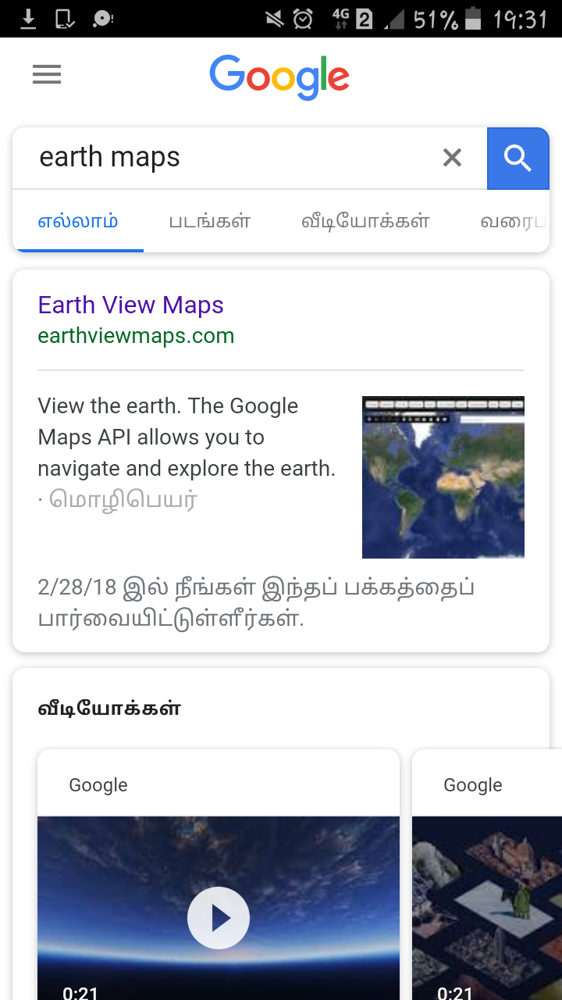 4G 2 51% 19:31
Google
earth maps
எல்லாம் படங்கள் வீடியோக்கள்
Earth View Maps
earthviewmaps.com
View the earth. The Google
Maps API allows you to
navigate and explore the earth.
· மொழிபெயர்
2/28/18 இல் நீங்கள் இந்தப் பக்கத்தைப்
பார்வையிட்டுள்ளீர்கள்.
வீடியோக்கள்
Google Google
0:21 0:21